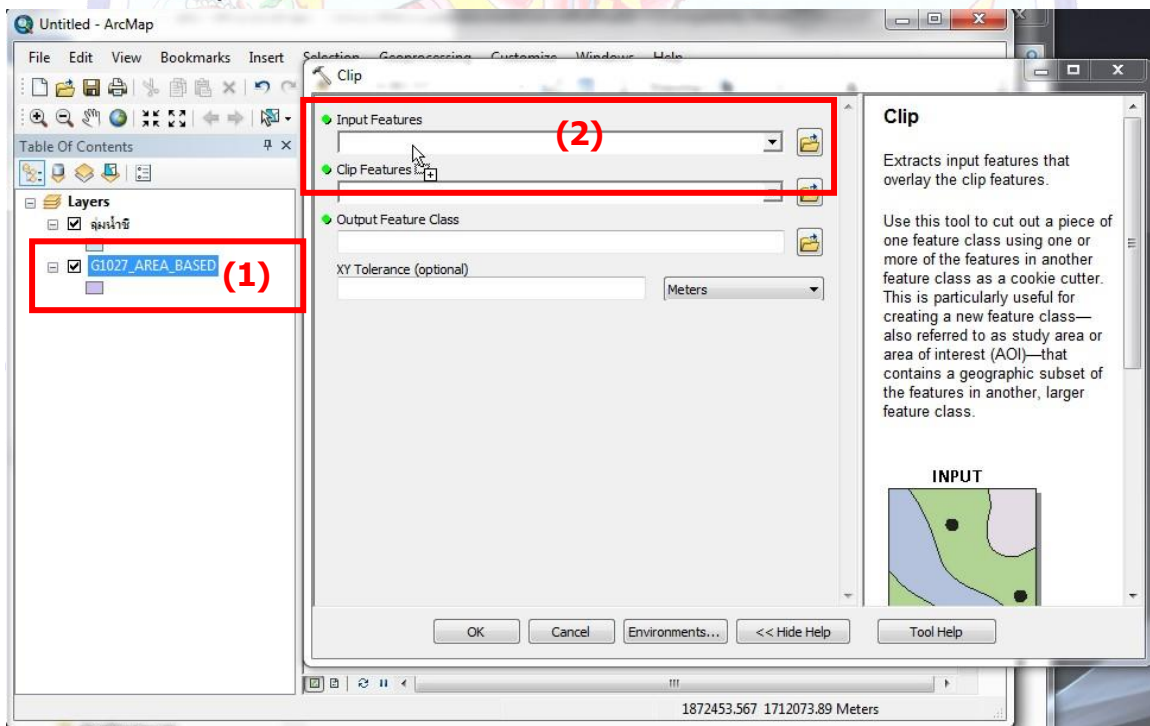 Untitled - ArcMap
File Edit View Bookmarks Insert Selection Geoprocessing Customize Windows Help
Clip
Table Of Contents
Layers
ลุ่มน้ำชี
G1027_AREA_BASED
(1)
Input Features
(2)
Clip Features
Output Feature Class
XY Tolerance (optional)
Meters
Clip
Extracts input features that
overlay the clip features.
Use this tool to cut out a piece of
one feature class using one or
more of the features in another
feature class as a cookie cutter.
This is particularly useful for
creating a new feature class—
also referred to as study area or
area of interest (AOI)—that
contains a geographic subset of
the features in another, larger
feature class.
INPUT
OK Cancel Environments... << Hide Help Tool Help
1872453.567 1712073.89 Meters